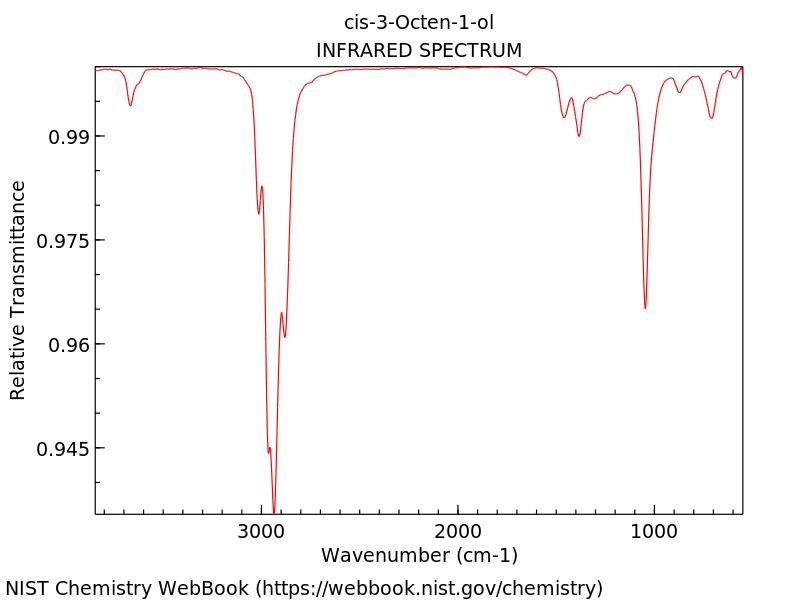 cis-3-Octen-1-ol
INFRARED SPECTRUM
Relative Transmittance
0.99
0.975
0.96
0.945
3000 2000 1000
Wavenumber (cm-1)
NIST Chemistry WebBook (https://webbook.nist.gov/chemistry)